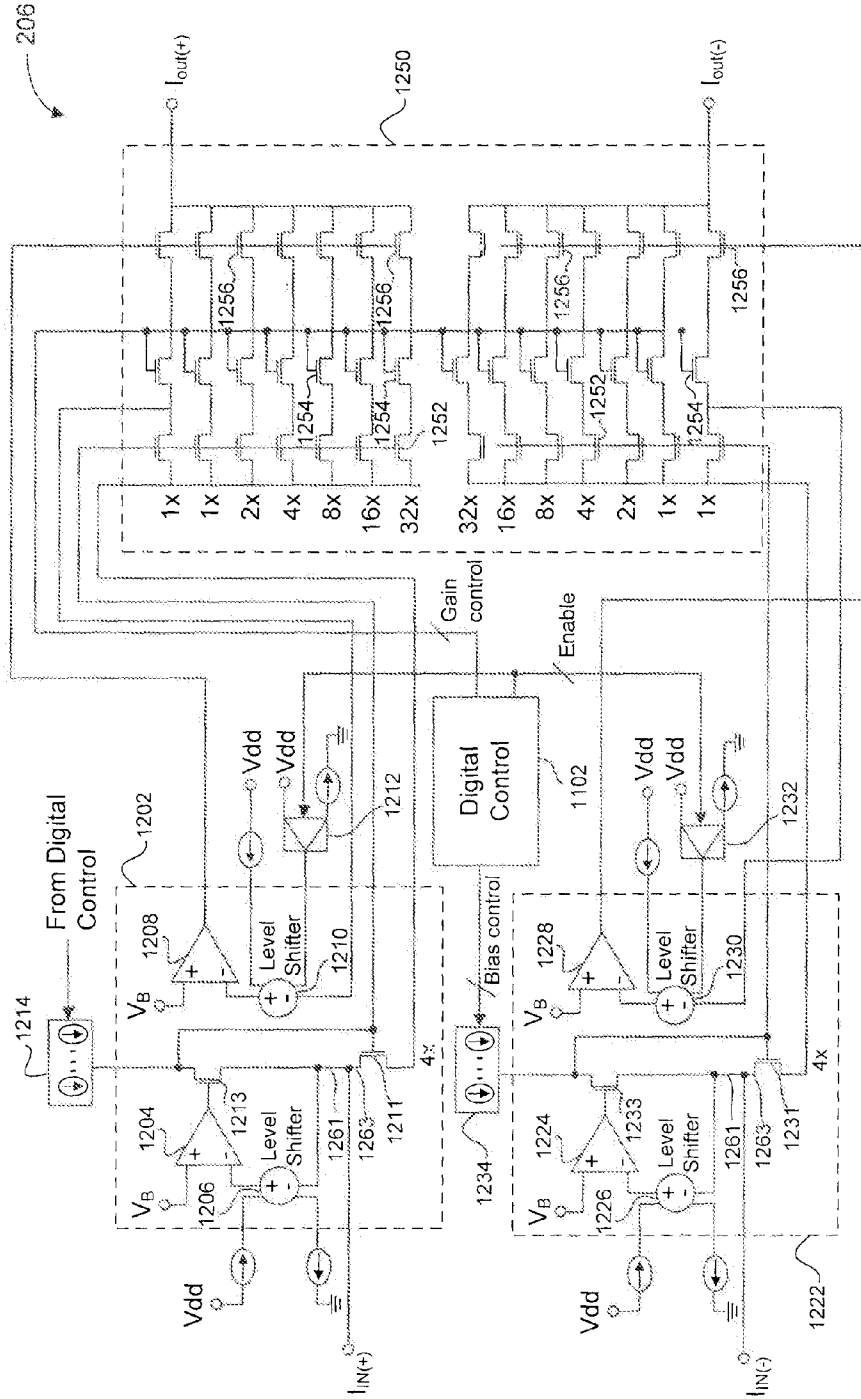 206
Iout(+)
1250
Iout(-)
1256
1256
1256
1256
1254
1254
1254
1254
1252
1252
1x
1x
2x
4x
8x
16x
32x
32x
16x
8x
4x
2x
1x
1x
Gain control
Enable
Digital Control
1102
Bias control
From Digital Control
1214
1202
1208
VB
+
-
Level Shifter
+
-
1210
Vdd
Vdd
1212
1204
VB
+
-
1213
1206
Level Shifter
+
-
1261
1263
1211
4x
Vdd
IIN(+)
1234
1228
VB
+
-
Level Shifter
+
-
1230
Vdd
Vdd
1232
1224
VB
+
-
1233
1226
Level Shifter
+
-
1261
1263
1231
4x
Vdd
IIN(-)
1222